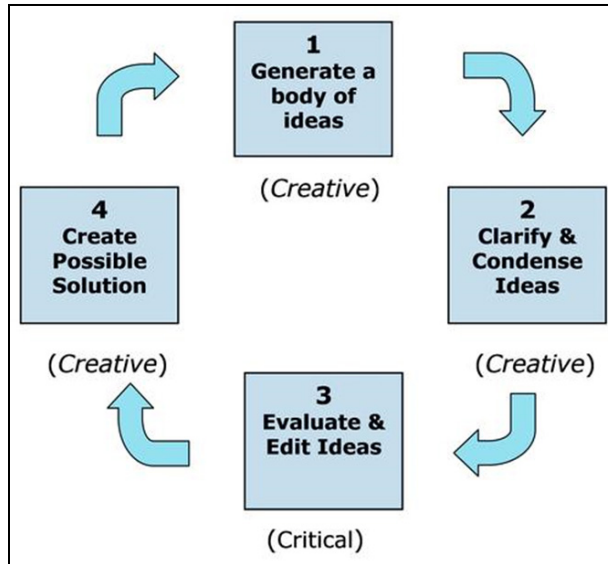 1
Generate a
body of
ideas
(Creative)
2
Clarify &
Condense
Ideas
(Creative)
3
Evaluate &
Edit Ideas
(Critical)
4
Create
Possible
Solution
(Creative)